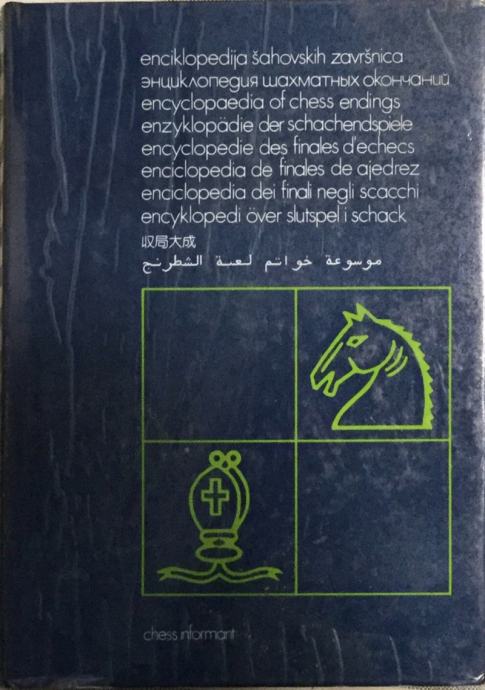 enciklopedija šahovskih završnica
энциклопедия шахматных окончаний
encyclopaedia of chess endings
enzyklopädie der schachendspiele
encyclopedie des finales d'echecs
enciclopedia de finales de ajedrez
enciclopedia dei finali negli scacchi
encyklopedi över slutspel i schack
収局大成
موسوعة خواتم لعبة الشطرنج
chess informant